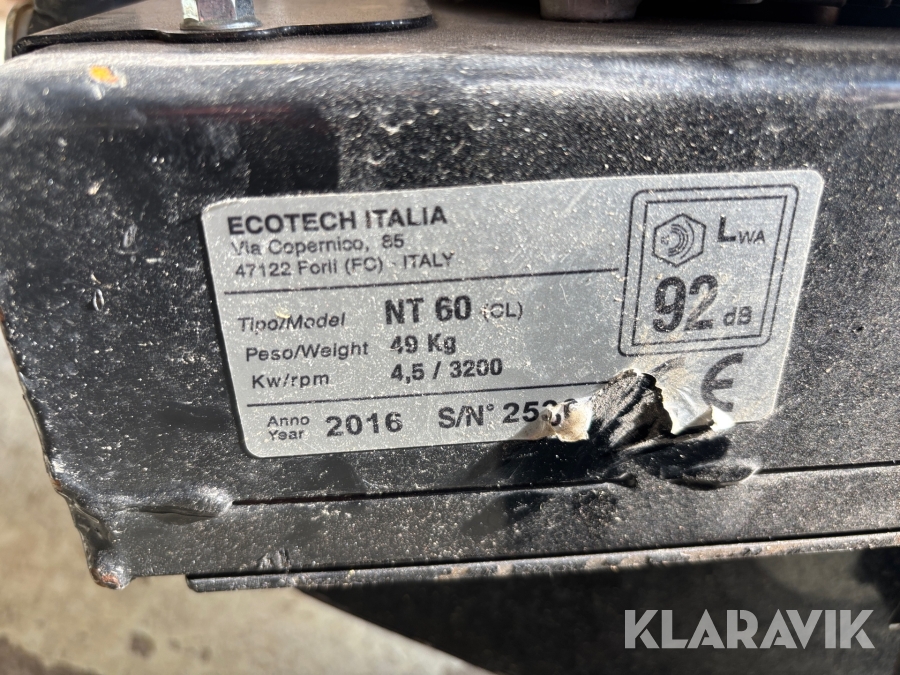 ECOTECH ITALIA
Via Copernico, 85
47122 Forlì (FC) - ITALY
Tipo/Model NT 60 (CL)
Peso/Weight 49 Kg
Kw/rpm 4,5 / 3200
Anno
Year
2016 S/N°
LWA
92 dB
CE
KLARAVIK